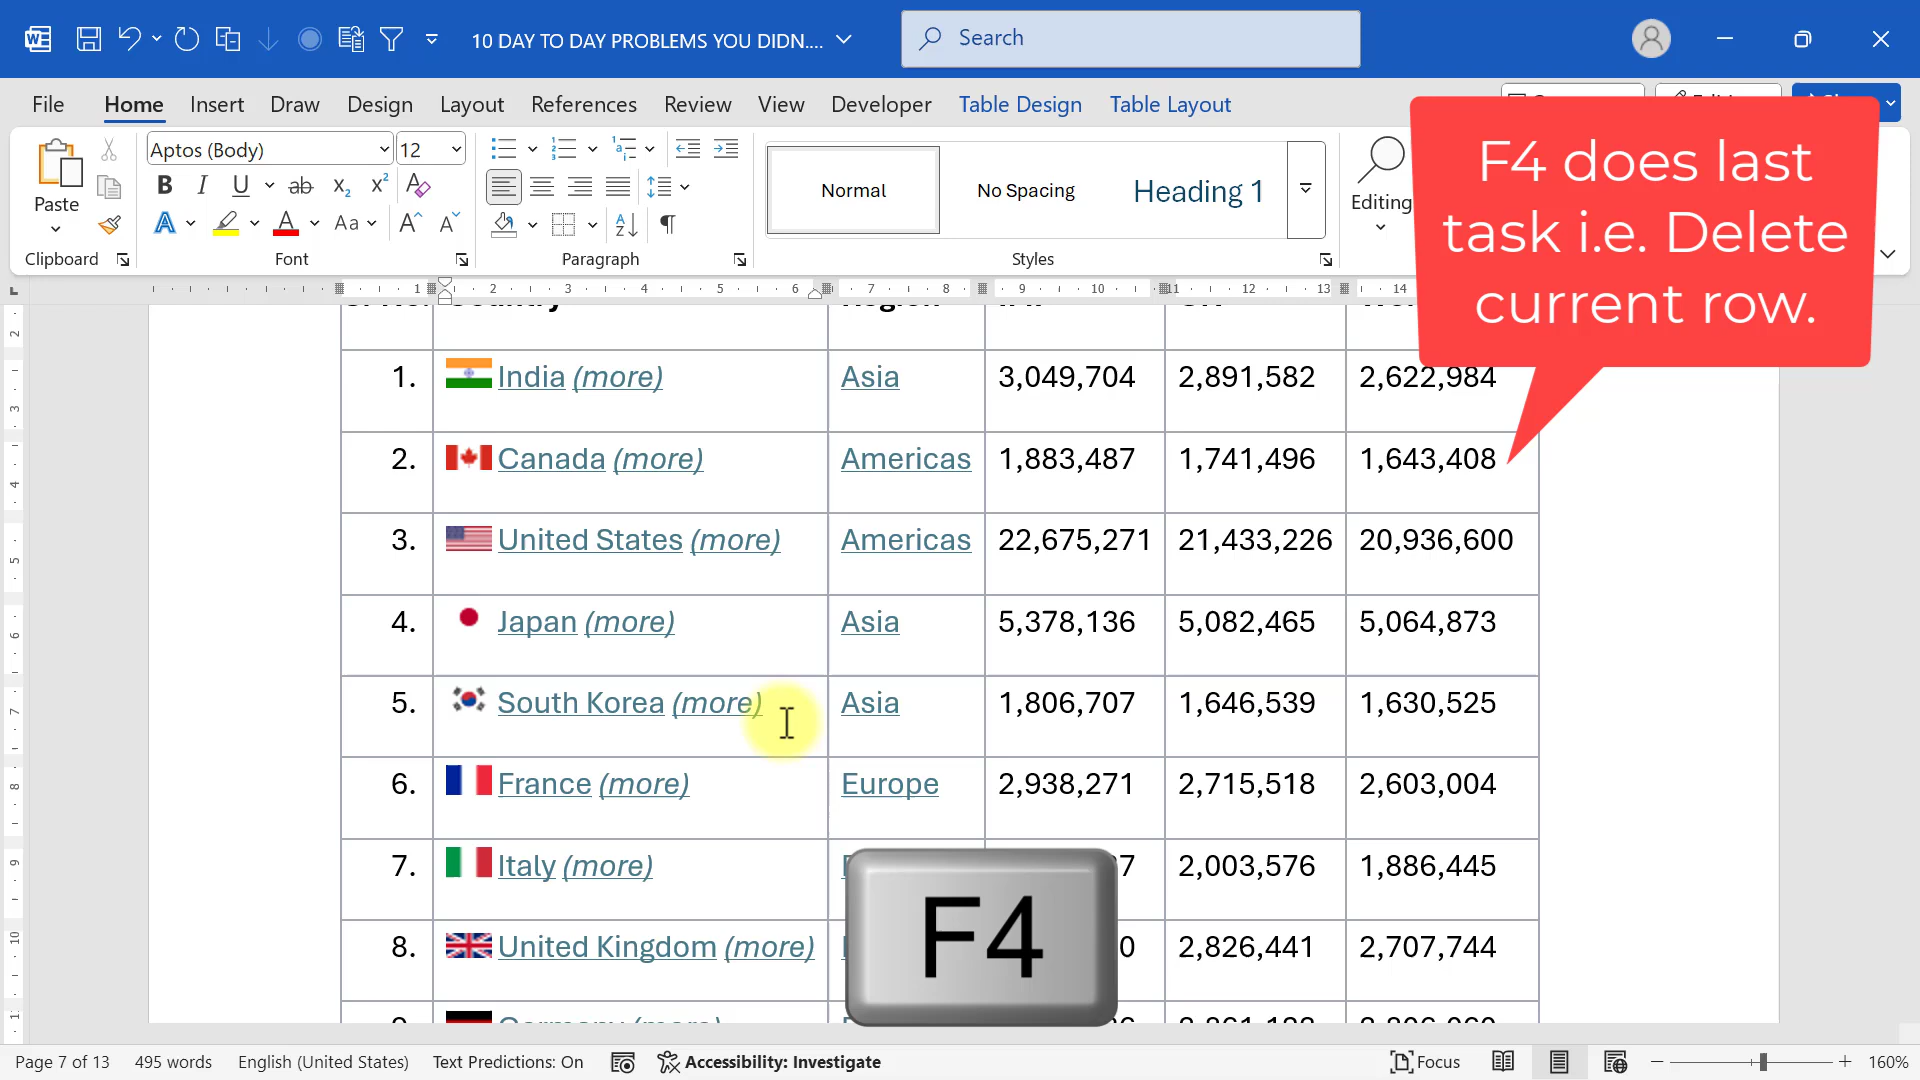 10 DAY TO DAY PROBLEMS YOU DIDN....
Search
File Home Insert Draw Design Layout References Review View Developer Table Design Table Layout
Aptos (Body) 12
Paste
Normal
No Spacing
Heading 1
Editing
Clipboard
Font
Paragraph
Styles
F4 does last
task i.e. Delete
current row.
1. India (more) Asia 3,049,704 2,891,582 2,622,984
2. Canada (more) Americas 1,883,487 1,741,496 1,643,408
3. United States (more) Americas 22,675,271 21,433,226 20,936,600
4. Japan (more) Asia 5,378,136 5,082,465 5,064,873
5. South Korea (more) Asia 1,806,707 1,646,539 1,630,525
6. France (more) Europe 2,938,271 2,715,518 2,603,004
7. Italy (more) 2,003,576 1,886,445
8. United Kingdom (more) 2,826,441 2,707,744
F4
Page 7 of 13 495 words English (United States) Text Predictions: On Accessibility: Investigate Focus 160%